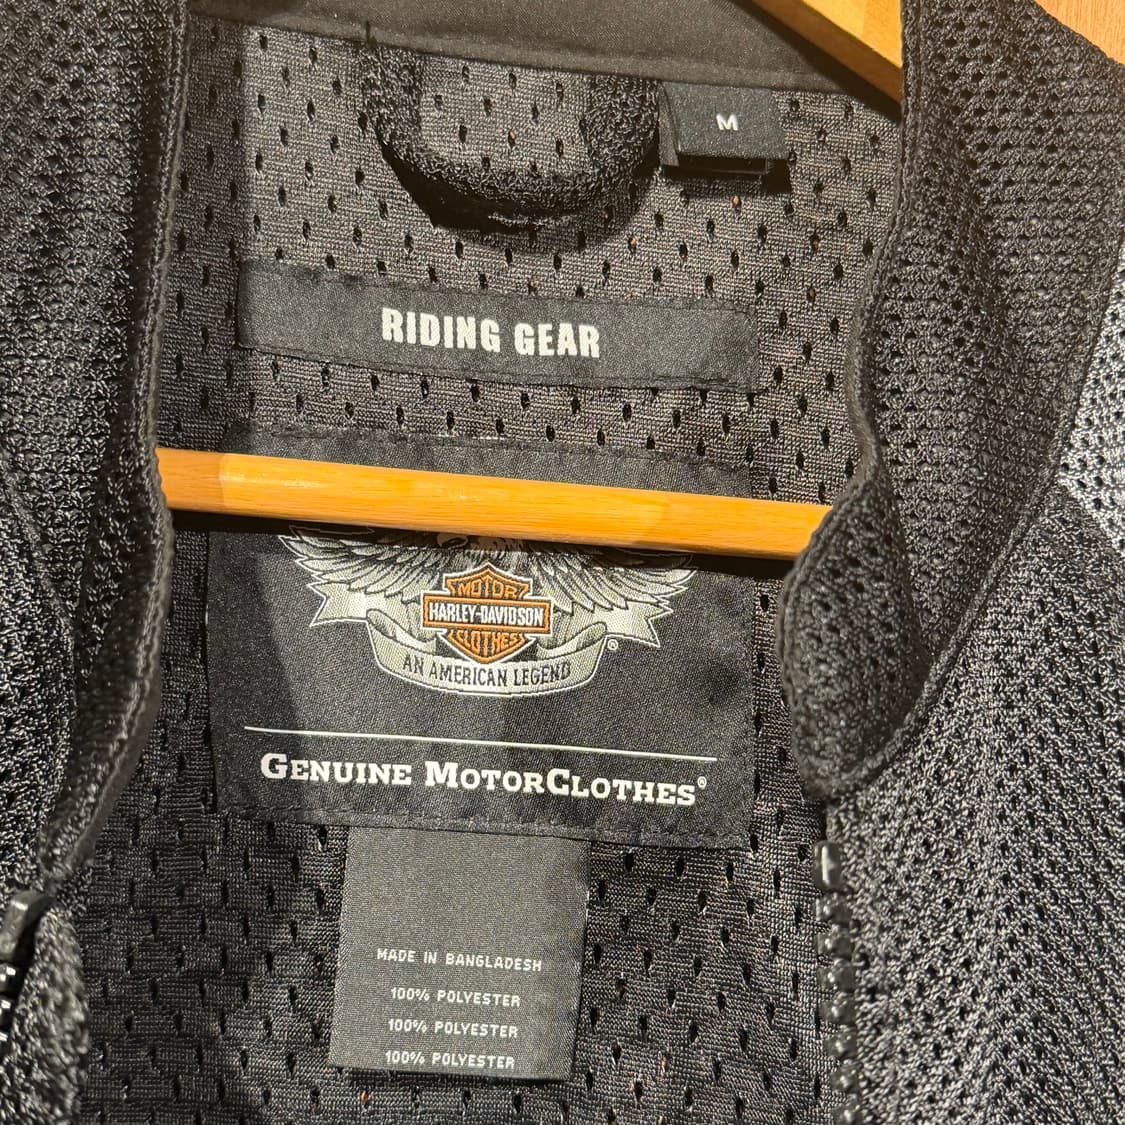 M
RIDING GEAR
MOTOR
HARLEY-DAVIDSON
CLOTHES
®
AN AMERICAN LEGEND
GENUINE MOTORCLOTHES®
MADE IN BANGLADESH
100% POLYESTER
100% POLYESTER
100% POLYESTER